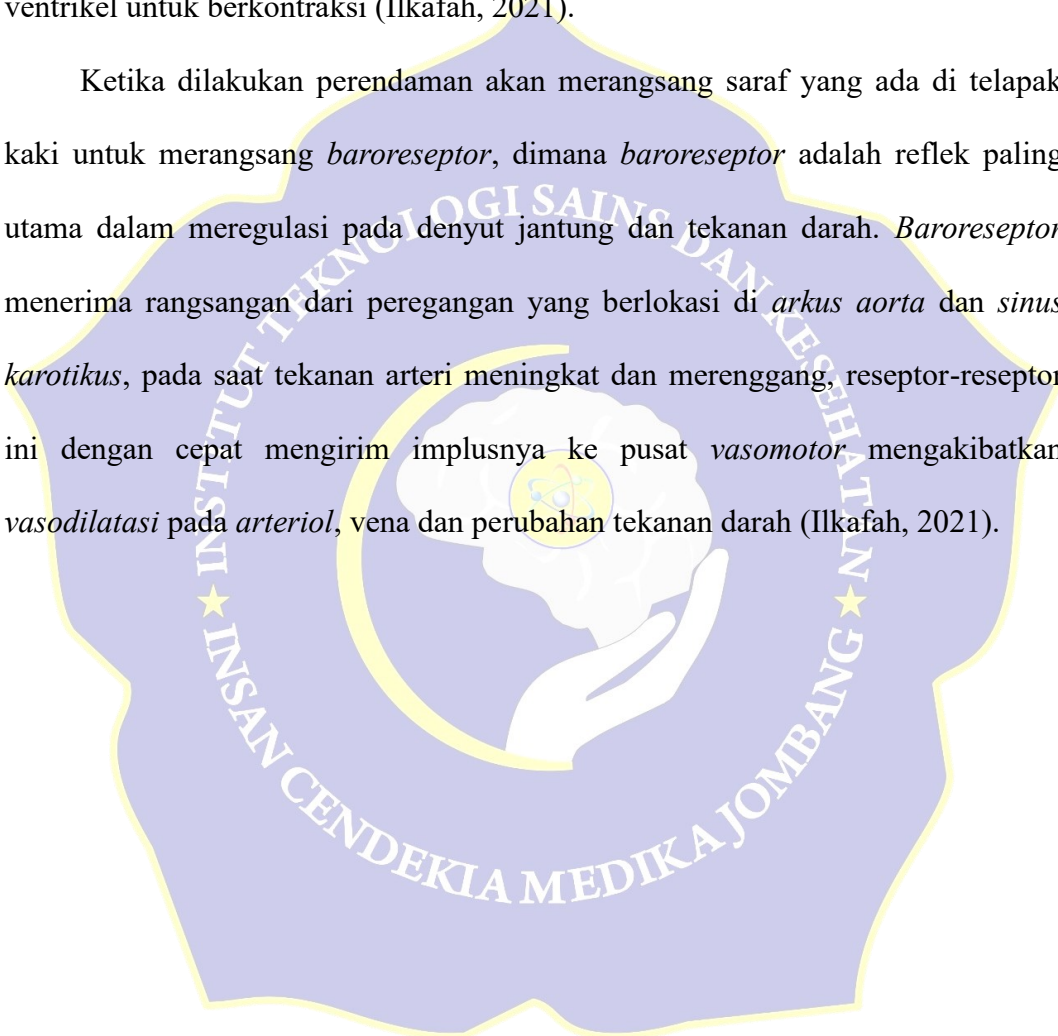 ventrikel untuk berkontraksi (Ilkafah, 2021).
Ketika dilakukan perendaman akan merangsang saraf yang ada di telapak
kaki untuk merangsang baroreseptor, dimana baroreseptor adalah reflek paling
utama dalam meregulasi pada denyut jantung dan tekanan darah. Baroreseptor
menerima rangsangan dari peregangan yang berlokasi di arkus aorta dan sinus
karotikus, pada saat tekanan arteri meningkat dan merenggang, reseptor-reseptor
ini dengan cepat mengirim implusnya ke pusat vasomotor mengakibatkan
vasodilatasi pada arteriol, vena dan perubahan tekanan darah (Ilkafah, 2021).
INSTITUT TEKNOLOGI SAINS DAN KESEHATAN
INSAN CENDEKIA MEDIKA JOMBANG